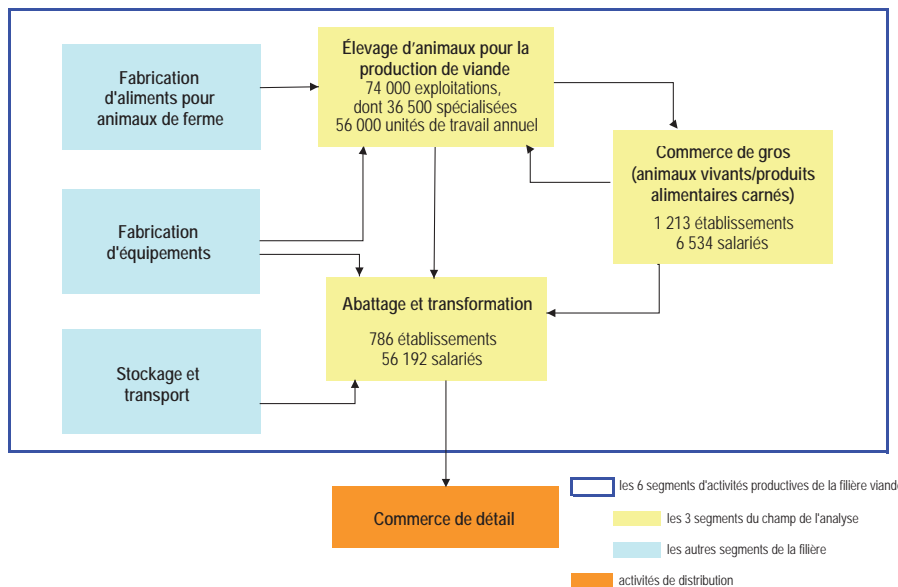 Fabrication
d'aliments pour
animaux de ferme
Élevage d'animaux pour la
production de viande
74 000 exploitations,
dont 36 500 spécialisées
56 000 unités de travail annuel
Commerce de gros
(animaux vivants/produits
alimentaires carnés)
1 213 établissements
6 534 salariés
Fabrication
d'équipements
Abattage et transformation
786 établissements
56 192 salariés
Stockage et
transport
Commerce de détail
les 6 segments d'activités productives de la filière viande
les 3 segments du champ de l'analyse
les autres segments de la filière
activités de distribution